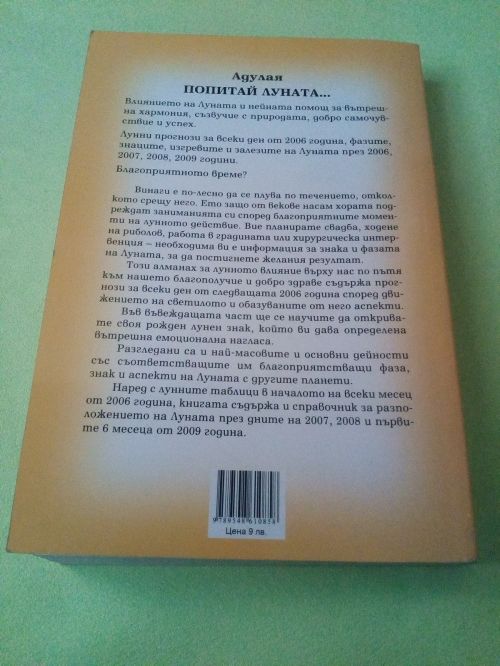 Адулая
ПОПИТАЙ ЛУНАТА...
Влиянието на Луната и нейната помощ за вътреш-
на хармония, съзвучие с природата, добро самочув-
ствие и успех.
Лунни прогнози за всеки ден от 2006 година, фазите,
знаците, изгревите и залезите на Луната през 2006,
2007, 2008, 2009 години.
Благоприятното време?
Винаги е по-лесно да се плува по течението, откол-
кото срещу него. Ето защо от векове насам хората под-
реждат заниманията си според благоприятните момен-
ти на лунното действие. Вие планирате свадба, ходене
на риболов, работа в градината или хирургическа интер-
венция – необходима ви е информация за знака и фазата
на Луната, за да постигнете желания резултат.
Този алманах за лунното влияние върху нас по пътя
към нашето благополучие и добро здраве съдържа прог-
нози за всеки ден от следващата 2006 година според дви-
жението на светилото и образуваните от него аспекти.
Във въвеждащата част ще се научите да открива-
те своя рожден лунен знак, който ви дава определена
вътрешна емоционална нагласа.
Разгледани са и най-масовите и основни дейности
със съответстващите им благоприятстващи фаза,
знак и аспекти на Луната с другите планети.
Наред с лунните таблици в началото на всеки месец
от 2006 година, книгата съдържа и справочник за разпо-
ложението на Луната през дните на 2007, 2008 и първи-
те 6 месеца от 2009 година.
9789548610858
Цена 9 лв.